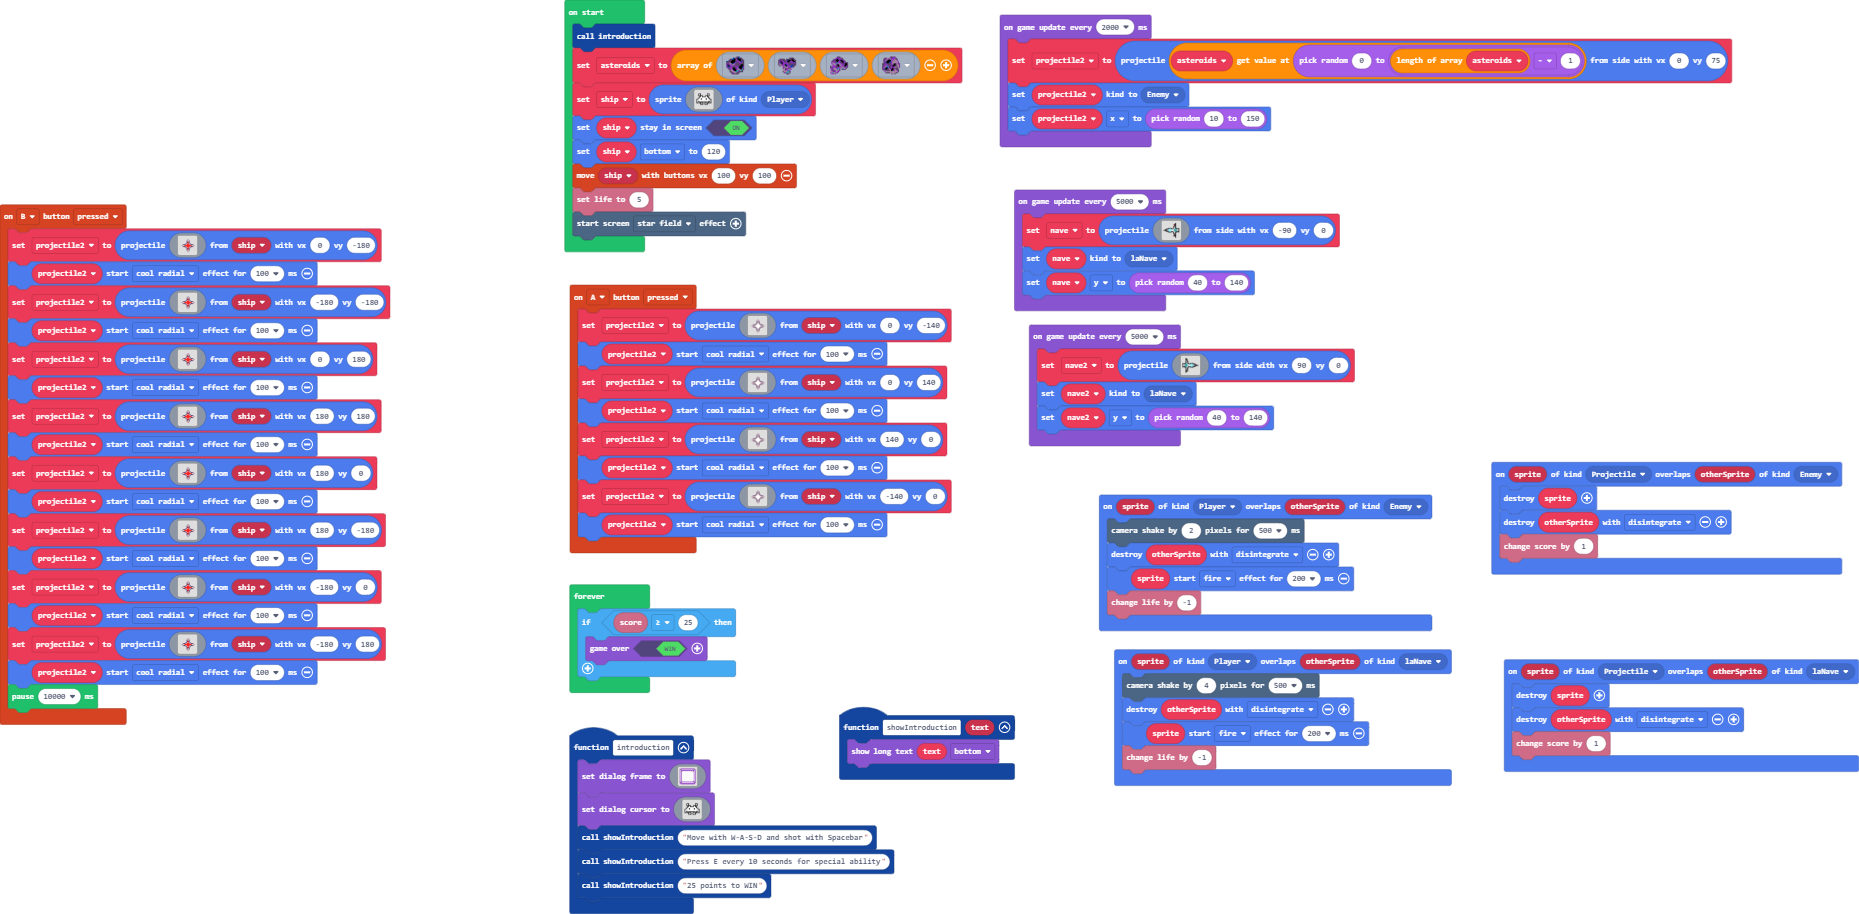 on B button pressed
set projectile2 to projectile from ship with vx 0 vy -180
projectile2 start cool radial effect for 100 ms
set projectile2 to projectile from ship with vx -180 vy -180
projectile2 start cool radial effect for 100 ms
set projectile2 to projectile from ship with vx 0 vy 180
projectile2 start cool radial effect for 100 ms
set projectile2 to projectile from ship with vx 180 vy 180
projectile2 start cool radial effect for 100 ms
set projectile2 to projectile from ship with vx 180 vy 0
projectile2 start cool radial effect for 100 ms
set projectile2 to projectile from ship with vx 180 vy -180
projectile2 start cool radial effect for 100 ms
set projectile2 to projectile from ship with vx -180 vy 0
projectile2 start cool radial effect for 100 ms
set projectile2 to projectile from ship with vx -180 vy 180
projectile2 start cool radial effect for 100 ms
pause 10000 ms
on start
call introduction
set asteroids to array of
set ship to sprite of kind Player
set ship stay in screen ON
set ship bottom to 120
move ship with buttons vx 100 vy 100
set life to 5
start screen star field effect
on A button pressed
set projectile2 to projectile from ship with vx 0 vy -140
projectile2 start cool radial effect for 100 ms
set projectile2 to projectile from ship with vx 0 vy 140
projectile2 start cool radial effect for 100 ms
set projectile2 to projectile from ship with vx 140 vy 0
projectile2 start cool radial effect for 100 ms
set projectile2 to projectile from ship with vx -140 vy 0
projectile2 start cool radial effect for 100 ms
forever
if score ≥ 25 then
game over WIN
function introduction
set dialog frame to
set dialog cursor to
call showIntroduction "Move with W-A-S-D and shot with Spacebar"
call showIntroduction "Press E every 10 seconds for special ability"
call showIntroduction "25 points to WIN"
function showIntroduction text
show long text text bottom
on game update every 2000 ms
set projectile2 to projectile asteroids get value at pick random 0 to length of array asteroids - 1 from side with vx 0 vy 75
set projectile2 kind to Enemy
set projectile2 x to pick random 10 to 150
on game update every 5000 ms
set nave to projectile from side with vx -90 vy 0
set nave kind to laNave
set nave y to pick random 40 to 140
on game update every 5000 ms
set nave2 to projectile from side with vx 90 vy 0
set nave2 kind to laNave
set nave2 y to pick random 40 to 140
on sprite of kind Player overlaps otherSprite of kind Enemy
camera shake by 2 pixels for 500 ms
destroy otherSprite with disintegrate
sprite start fire effect for 200 ms
change life by -1
on sprite of kind Player overlaps otherSprite of kind laNave
camera shake by 4 pixels for 500 ms
destroy otherSprite with disintegrate
sprite start fire effect for 200 ms
change life by -1
on sprite of kind Projectile overlaps otherSprite of kind Enemy
destroy sprite
destroy otherSprite with disintegrate
change score by 1
on sprite of kind Projectile overlaps otherSprite of kind laNave
destroy sprite
destroy otherSprite with disintegrate
change score by 1